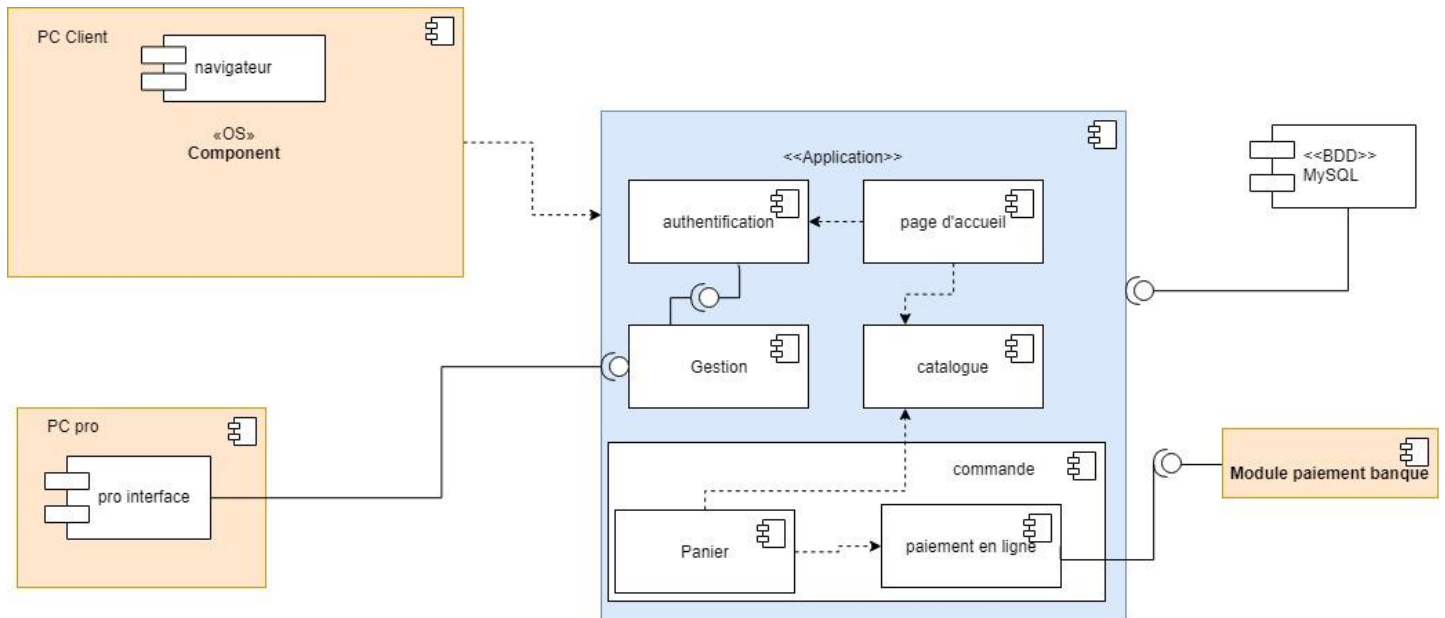 PC Client
navigateur
«OS»
Component
<<Application>>
<<BDD>>
MySQL
authentification
page d'accueil
Gestion
catalogue
PC pro
pro interface
commande
Module paiement banque
Panier
paiement en ligne